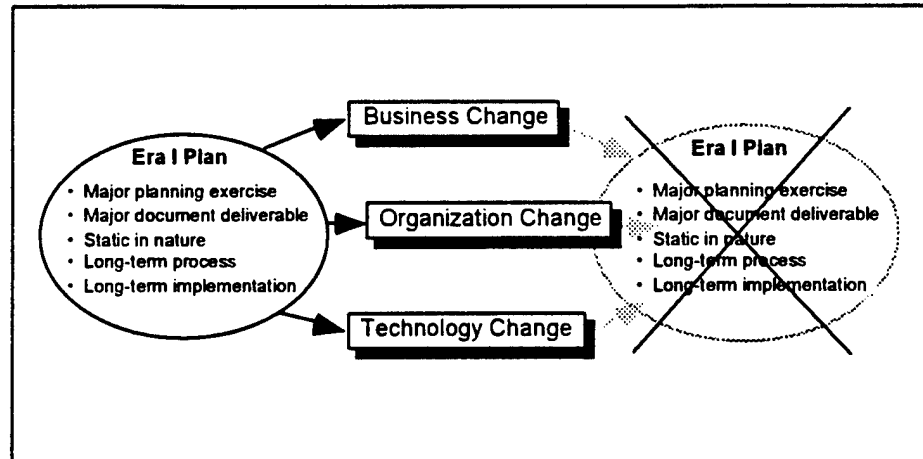 Era I Plan
• Major planning exercise
• Major document deliverable
• Static in nature
• Long-term process
• Long-term implementation
Business Change
Organization Change
Technology Change
Era I Plan
• Major planning exercise
• Major document deliverable
• Static in nature
• Long-term process
• Long-term implementation